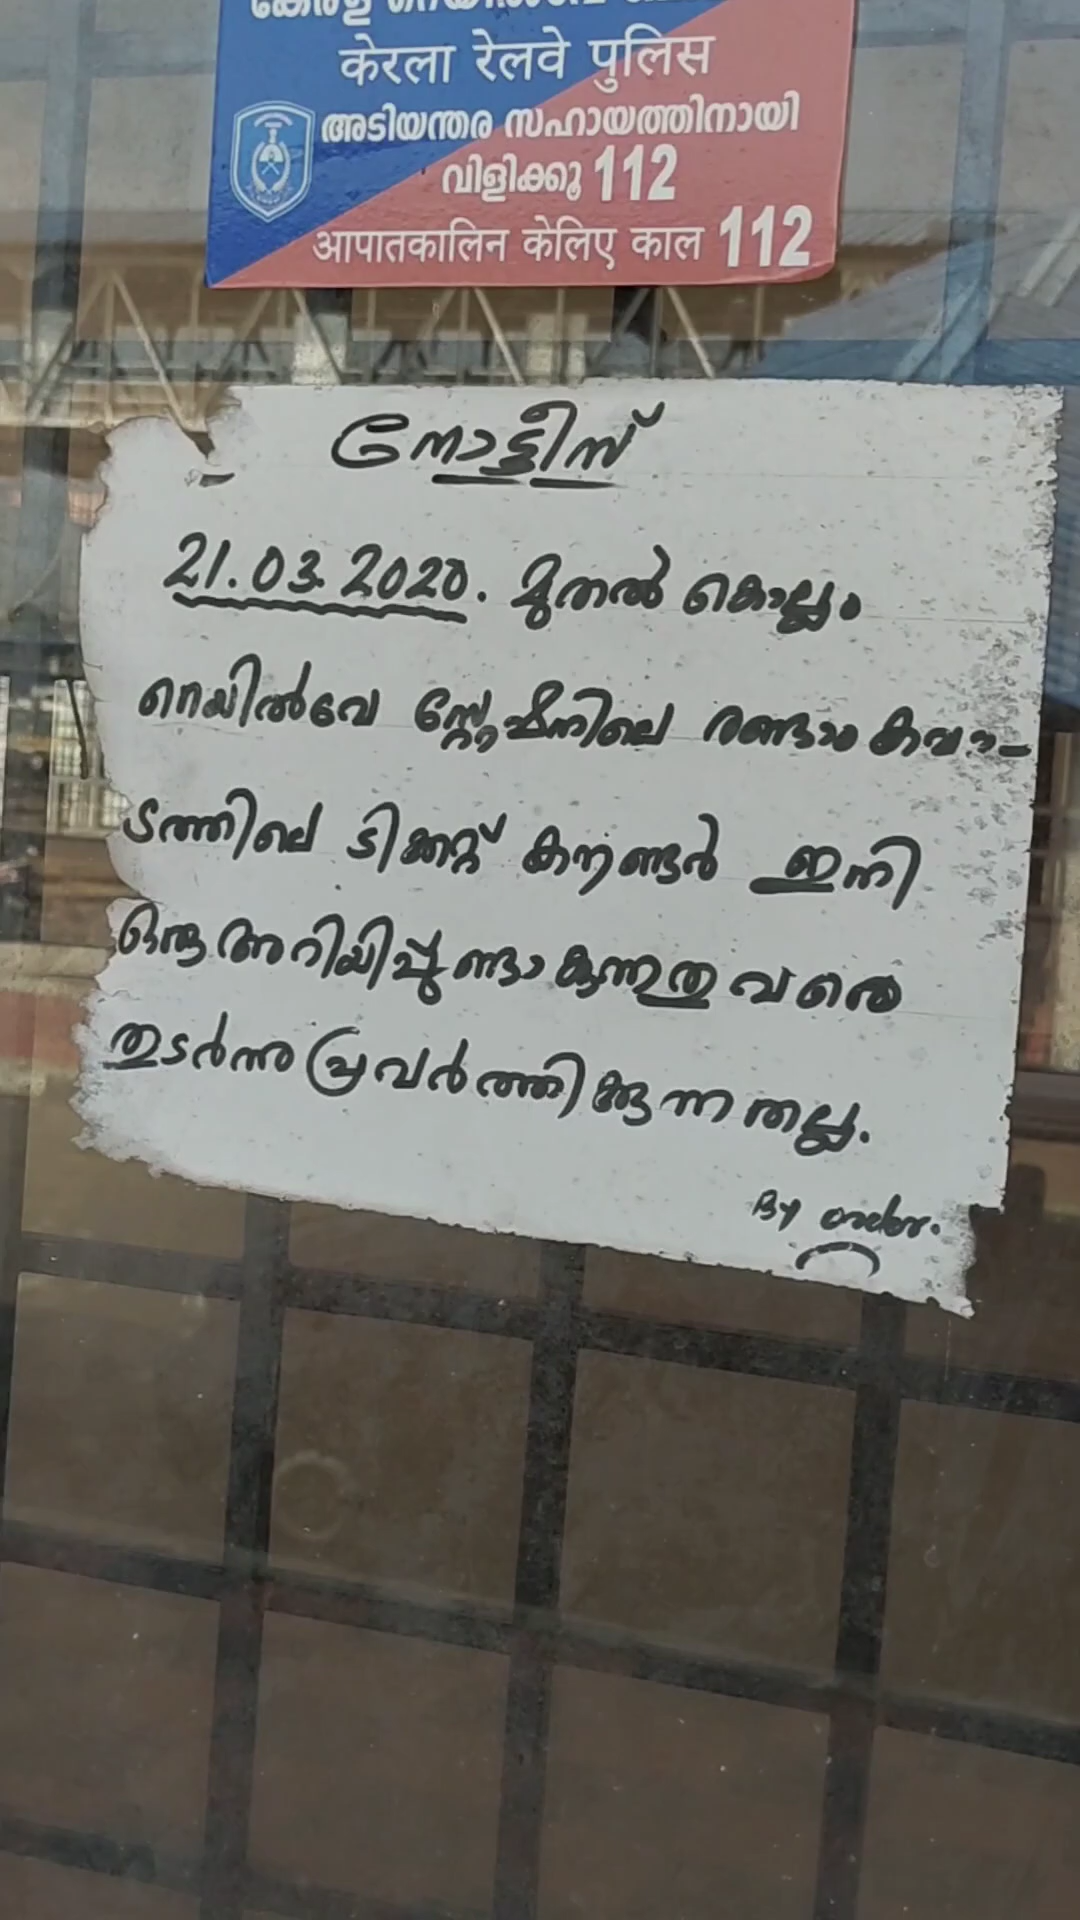 केरला रेलवे पुलिस
അടിയന്തര സഹായത്തിനായി
വിളിക്കൂ 112
आपातकालिन केलिए काल 112
നോട്ടീസ്
21.03.2020. മുതൽ കൊല്ലം
റെയിൽവേ സ്റ്റേഷനിലെ രണ്ടാം കവാ-
ടത്തിലെ ടിക്കറ്റ് കൗണ്ടർ ഇനി
ഒരു അറിയിപ്പുണ്ടാകുന്നതുവരെ
തുടർന്നു പ്രവർത്തിക്കുന്നതല്ല.
By order.